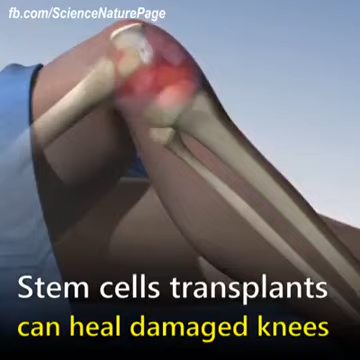 fb.com/ScienceNaturePage
Stem cells transplants
can heal damaged knees